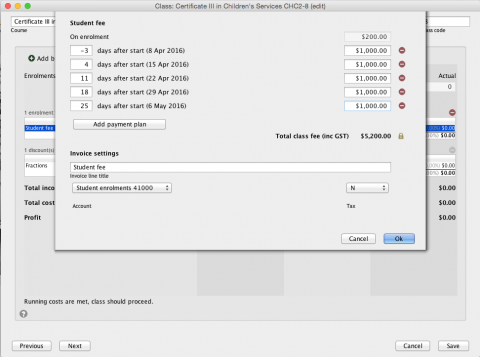 Class: Certificate III in Children's Services CHC2-8 (edit)
Certificate III in
Course
ss code
Student fee
On enrolment $200.00
-3 days after start (8 Apr 2016) $1,000.00
4 days after start (15 Apr 2016) $1,000.00
11 days after start (22 Apr 2016) $1,000.00
18 days after start (29 Apr 2016) $1,000.00
25 days after start (6 May 2016) $1,000.00
Add payment plan
Total class fee (inc GST) $5,200.00
Invoice settings
Student fee
Invoice line title
Student enrolments 41000 N
Account Tax
Cancel Ok
Add b
Enrolments Actual
0
1 enrolment
Student fee $0.00
$0.00
1 discount(s)
Fractions $0.00
$0.00
Total inco $0.00
Total cost $0.00
Profit $0.00
Running costs are met, class should proceed.
?
Previous Next Cancel Save